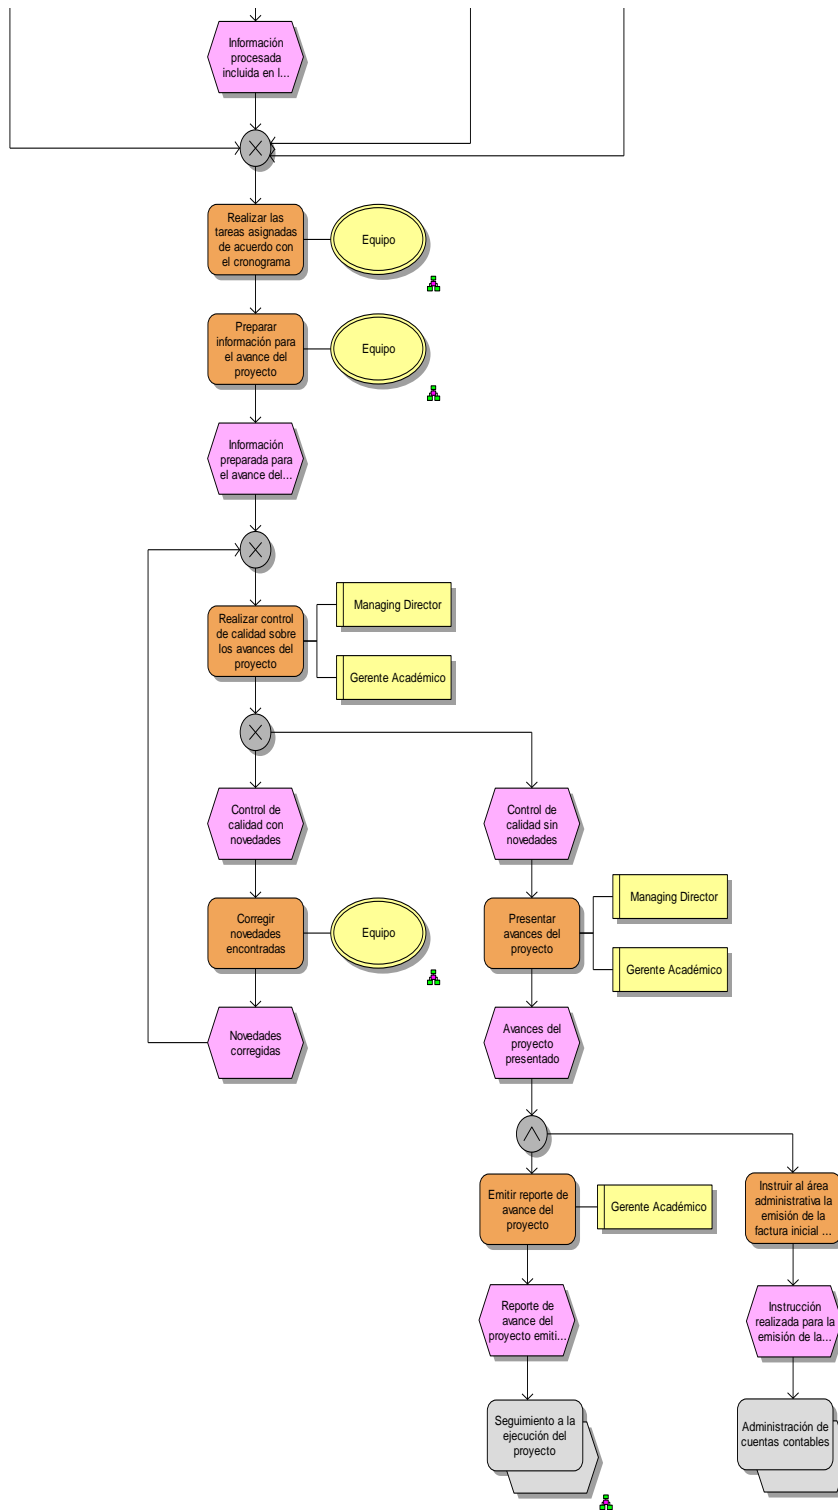 Información
procesada
incluida en l...
Realizar las
tareas asignadas
de acuerdo con
el cronograma
Equipo
Preparar
información para
el avance del
proyecto
Equipo
Información
preparada para
el avance del...
Managing Director
Realizar control
de calidad sobre
los avances del
proyecto
Gerente Académico
Control de
calidad con
novedades
Control de
calidad sin
novedades
Corregir
novedades
encontradas
Equipo
Presentar
avances del
proyecto
Managing Director
Gerente Académico
Novedades
corregidas
Avances del
proyecto
presentado
Emitir reporte de
avance del
proyecto
Gerente Académico
Instruir al área
administrativa la
emisión de la
factura inicial ...
Reporte de
avance del
proyecto emiti...
Instrucción
realizada para la
emisión de la...
Seguimiento a la
ejecución del
proyecto
Administración de
cuentas contables